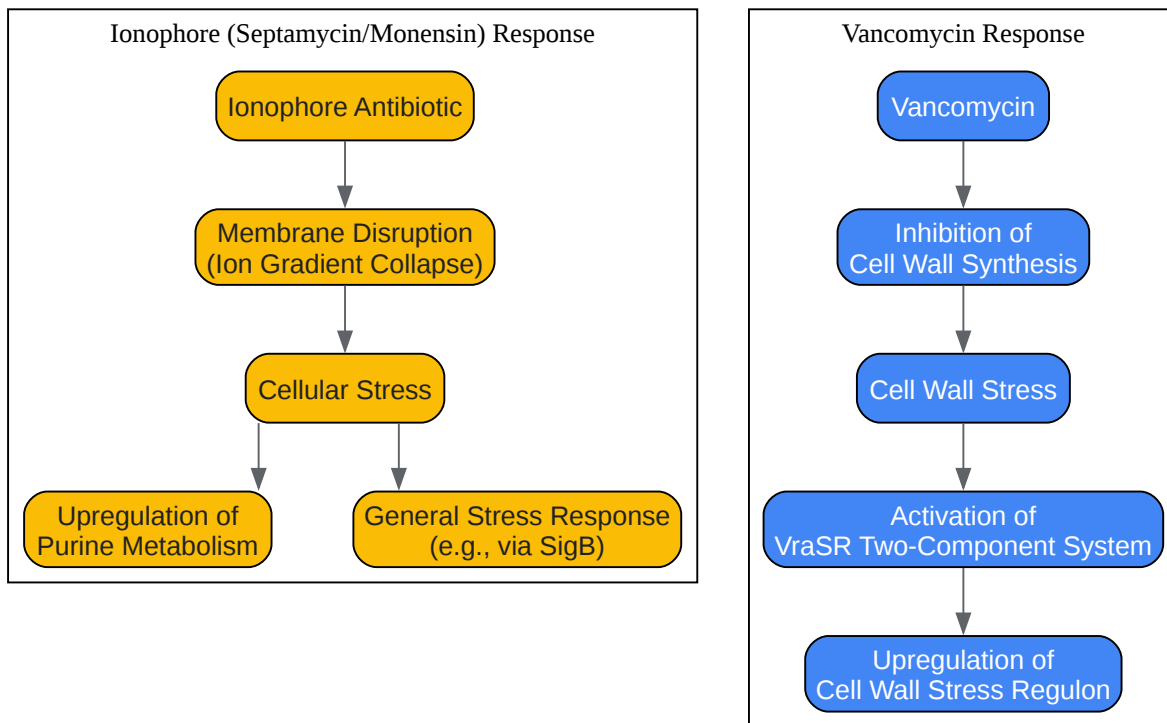 Ionophore (Septamycin/Monensin) Response
Ionophore Antibiotic
Membrane Disruption
(Ion Gradient Collapse)
Cellular Stress
Upregulation of
Purine Metabolism
General Stress Response
(e.g., via SigB)
Vancomycin Response
Vancomycin
Inhibition of
Cell Wall Synthesis
Cell Wall Stress
Activation of
VraSR Two-Component System
Upregulation of
Cell Wall Stress Regulon